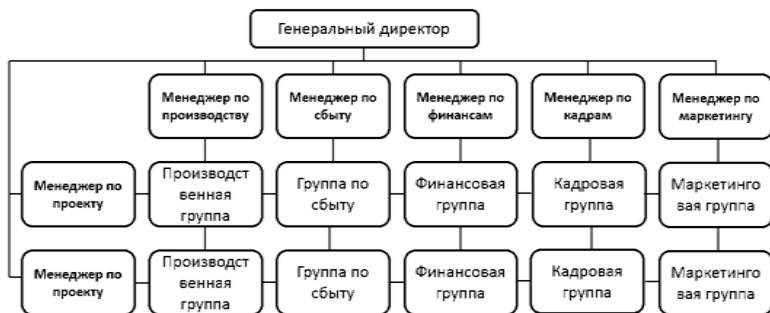 Генеральный директор
Менеджер по
производству
Менеджер по
сбыту
Менеджер по
финансам
Менеджер по
кадрам
Менеджер по
маркетингу
Менеджер по
проекту
Производст
венная
группа
Группа по
сбыту
Финансовая
группа
Кадровая
группа
Маркетинго
вая группа
Менеджер по
проекту
Производст
венная
группа
Группа по
сбыту
Финансовая
группа
Кадровая
группа
Маркетинго
вая группа